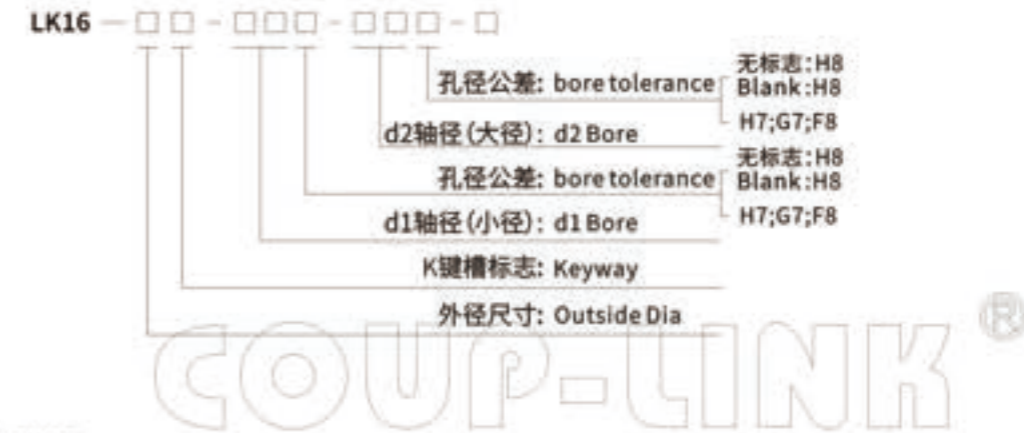 LK16 — □ □ - □□□ - □□□ - □
孔径公差: bore tolerance
无标志:H8
Blank:H8
H7;G7;F8
d2轴径(大径): d2 Bore
孔径公差: bore tolerance
无标志:H8
Blank:H8
H7;G7;F8
d1轴径(小径): d1 Bore
K键槽标志: Keyway
外径尺寸: Outside Dia
COUP-LINK®